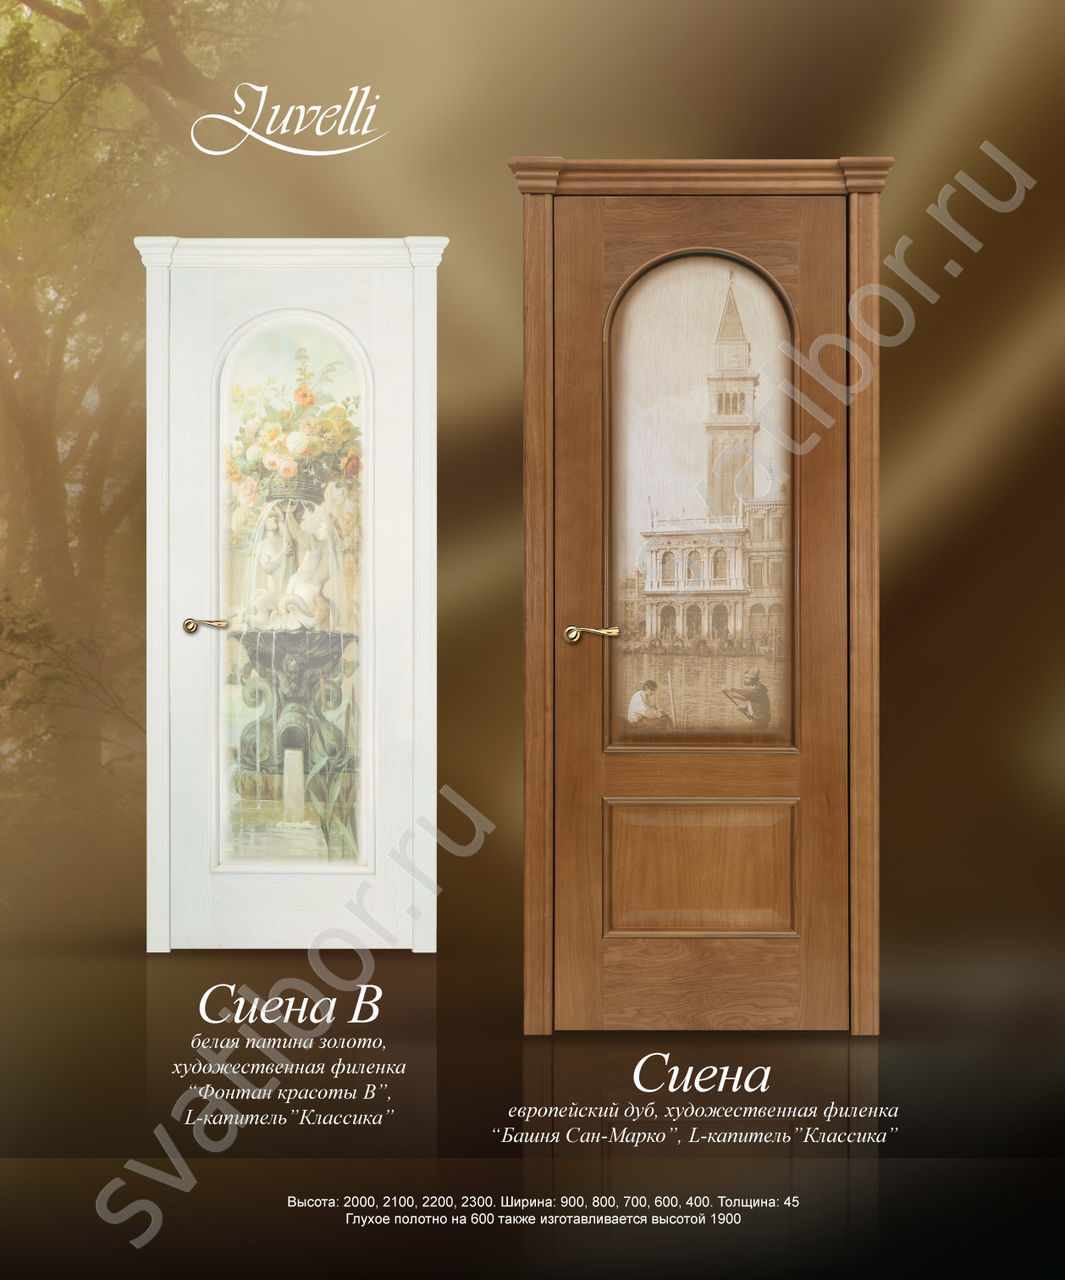 Juvelli
Сиена В
белая патина золото,
художественная филенка
“Фонтан красоты В”,
L-капитель”Классика”
Сиена
европейский дуб, художественная филенка
“Башня Сан-Марко”, L-капитель”Классика”
Высота: 2000, 2100, 2200, 2300. Ширина: 900, 800, 700, 600, 400. Толщина: 45
Глухое полотно на 600 также изготавливается высотой 1900
svatibor.ru
svatibor.ru